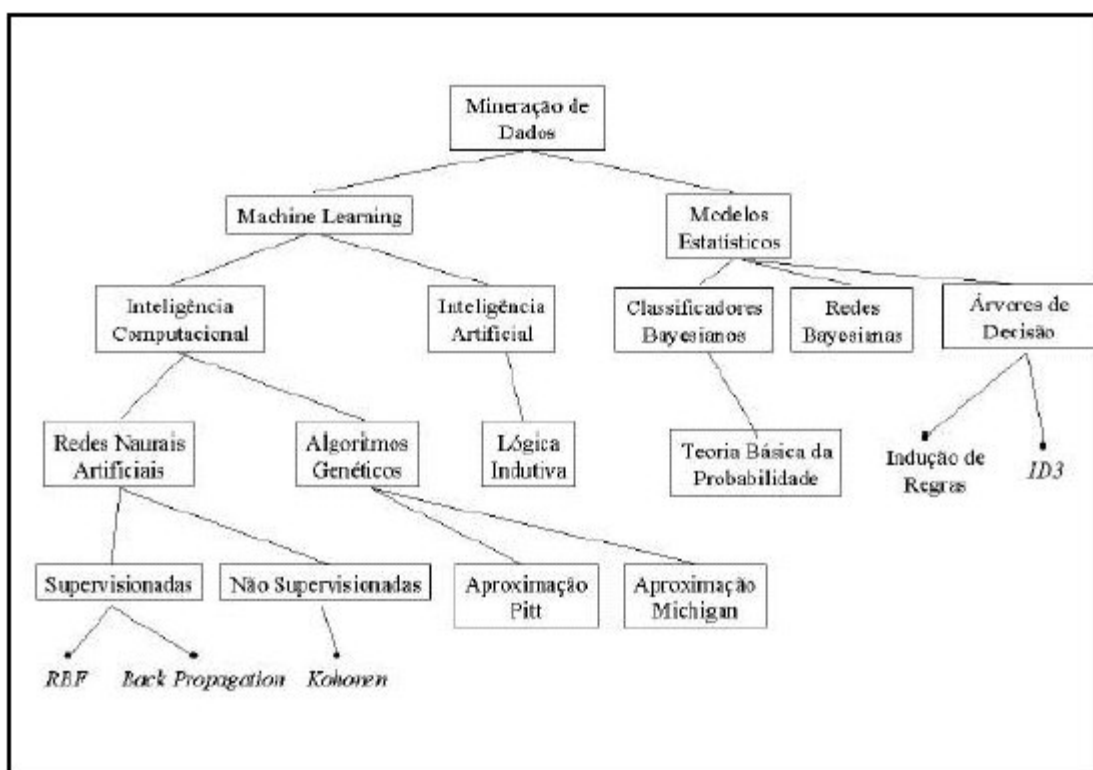 Mineração de
Dados
Machine Learning
Modelos
Estatísticos
Inteligência
Computacional
Inteligência
Artificial
Classificadores
Bayesianos
Redes
Bayesianas
Árvores de
Decisão
Redes Naurais
Artificiais
Algoritmos
Genéticos
Lógica
Indutiva
Teoria Básica da
Probabilidade
Indução de
Regras
ID3
Supervisionadas
Não Supervisionadas
Aproximação
Pitt
Aproximação
Michigan
RBF
Back Propagation
Kohonen